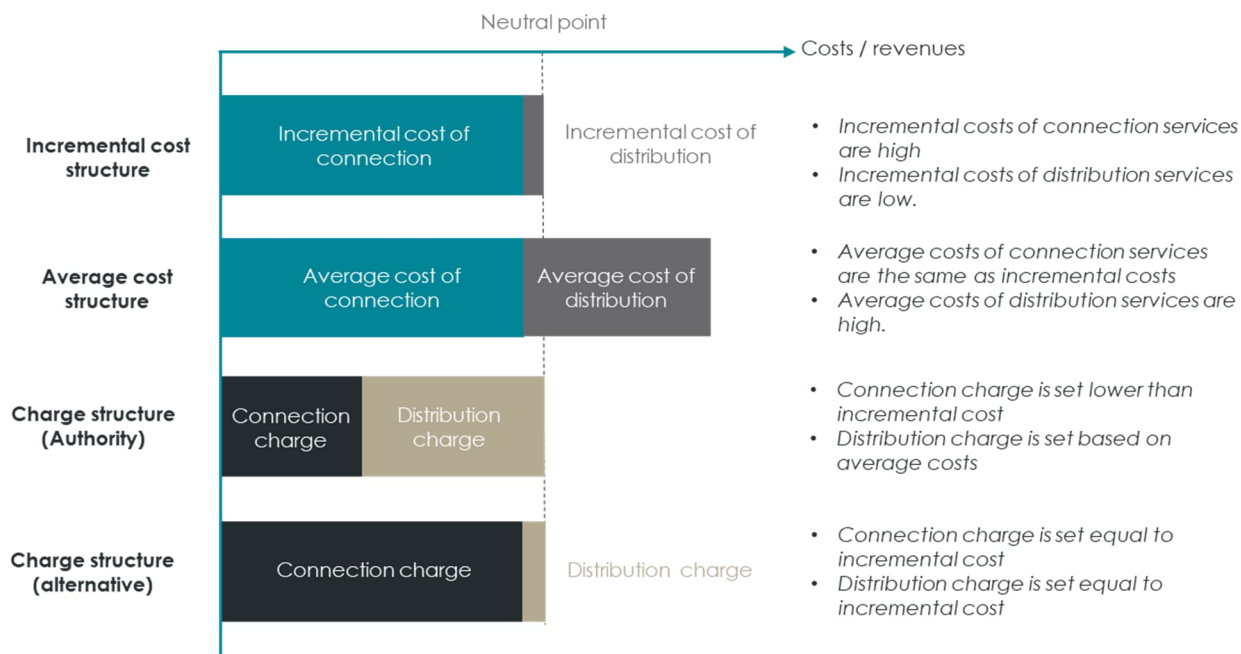 Neutral point
Costs / revenues
Incremental cost
structure
Incremental cost of
connection
Incremental cost of
distribution
• Incremental costs of connection services
are high
• Incremental costs of distribution services
are low.
Average cost
structure
Average cost of
connection
Average cost of
distribution
• Average costs of connection services
are the same as incremental costs
• Average costs of distribution services are
high.
Charge structure
(Authority)
Connection
charge
Distribution
charge
• Connection charge is set lower than
incremental cost
• Distribution charge is set based on
average costs
Charge structure
(alternative)
Connection charge
Distribution charge
• Connection charge is set equal to
incremental cost
• Distribution charge is set equal to
incremental cost